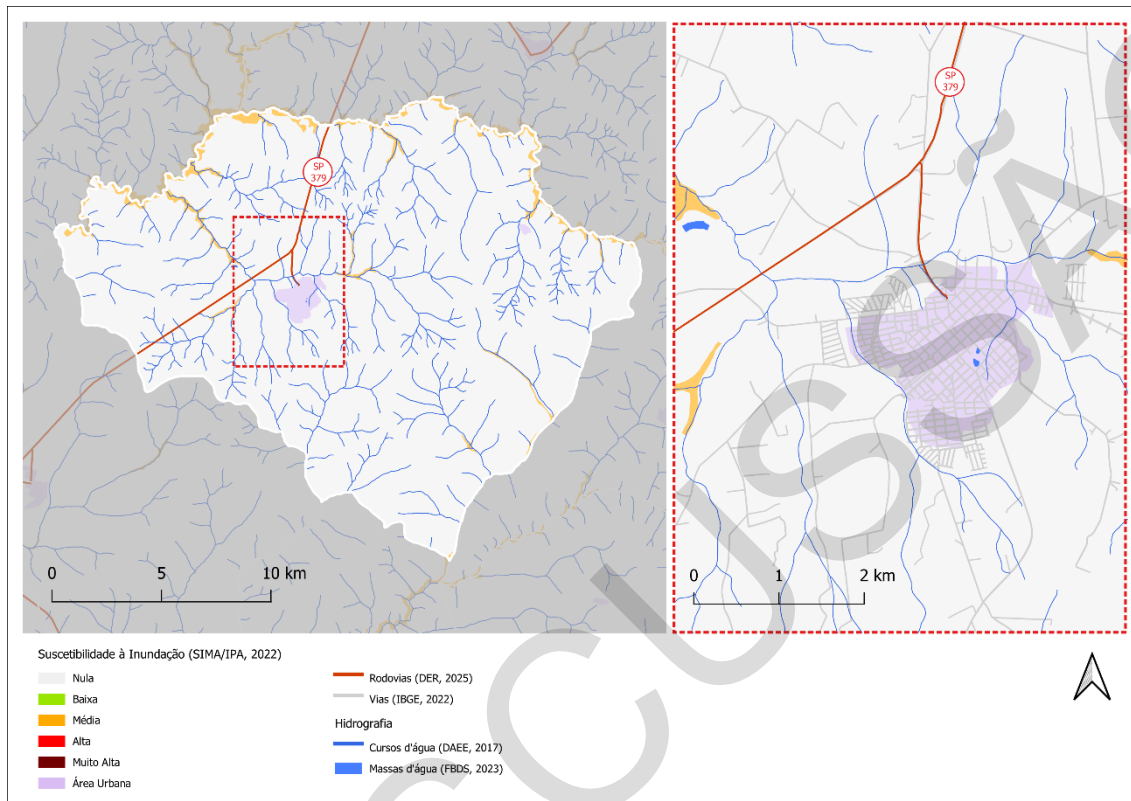 SP
379
SP
379
0 5 10 km
0 1 2 km
Suscetibilidade à Inundação (SIMA/IPA, 2022)
Nula
Baixa
Média
Alta
Muito Alta
Área Urbana
Rodovias (DER, 2025)
Vias (IBGE, 2022)
Hidrografia
Cursos d'água (DAEE, 2017)
Massas d'água (FBDS, 2023)